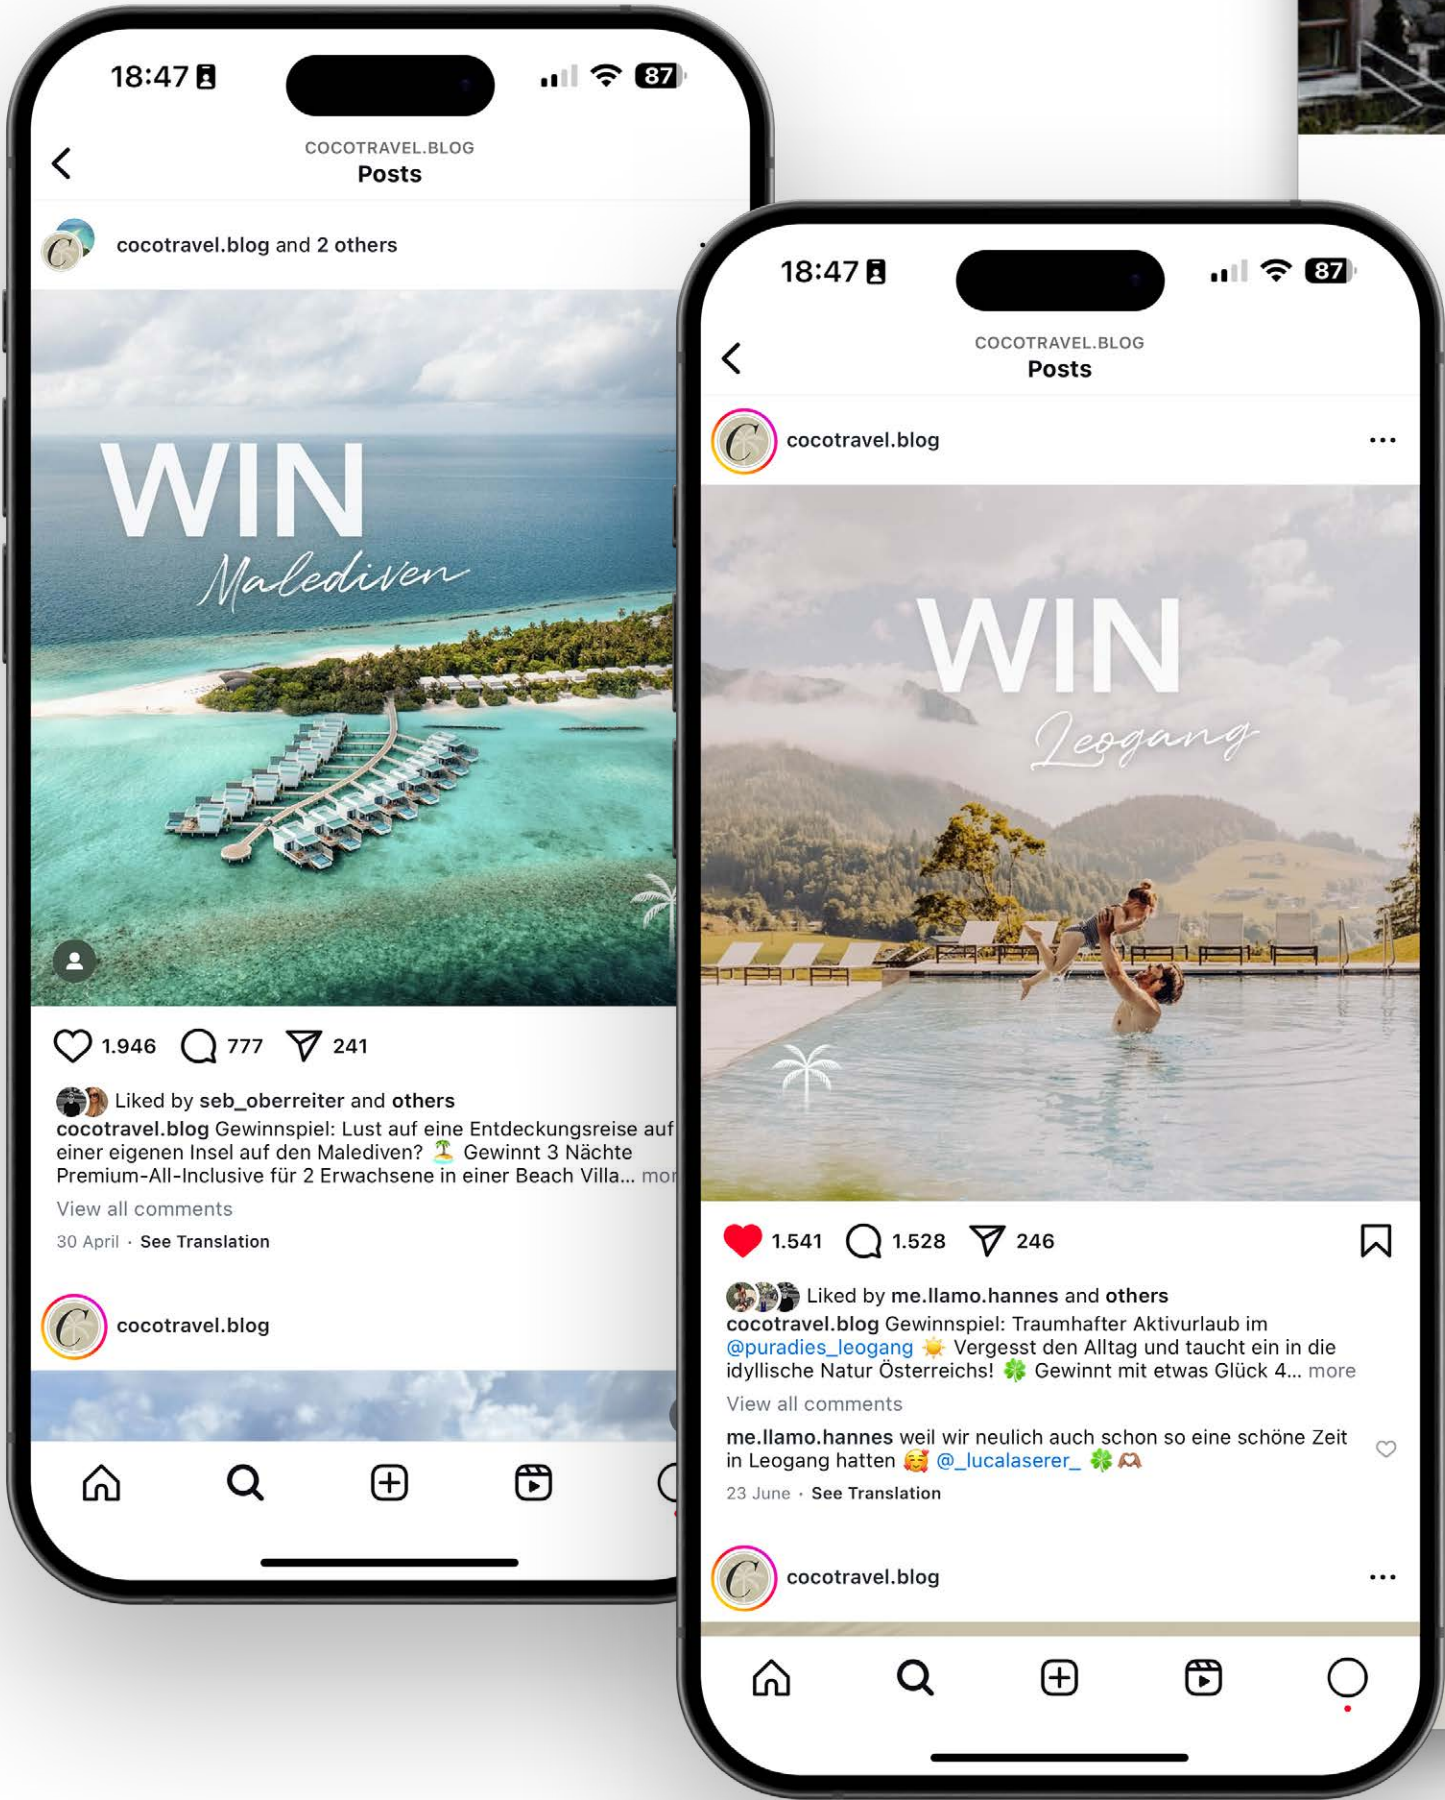 18:47
87
COCOTRAVEL.BLOG
Posts
C
cocotravel.blog and 2 others
WIN
Malediven
1.946 777 241
Liked by seb_oberreiter and others
cocotravel.blog Gewinnspiel: Lust auf eine Entdeckungsreise auf
einer eigenen Insel auf den Malediven? 🏝️ Gewinnt 3 Nächte
Premium-All-Inclusive für 2 Erwachsene in einer Beach Villa...
View all comments
30 April · See Translation
C
cocotravel.blog
18:47
87
COCOTRAVEL.BLOG
Posts
C
cocotravel.blog
WIN
Leogang
1.541 1.528 246
Liked by me.llamo.hannes and others
cocotravel.blog Gewinnspiel: Traumhafter Aktivurlaub im
@puradies_leogang ☀️ Vergesst den Alltag und taucht ein in die
idyllische Natur Österreichs! 🍀 Gewinnt mit etwas Glück 4... more
View all comments
me.llamo.hannes weil wir neulich auch schon so eine schöne Zeit
in Leogang hatten 🥰 @_lucalaserer_ 🍀🫶🏽
23 June · See Translation
C
cocotravel.blog